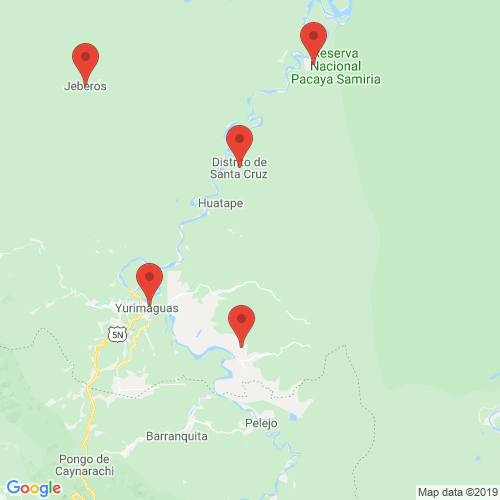 Reserva
Nacional
Pacaya Samiria
Jeberos
Distrito de
Santa Cruz
Huatape
Yurimaguas
5N
Pelejo
Barranquita
Pongo de
Caynarachi
Google
Map data ©2019